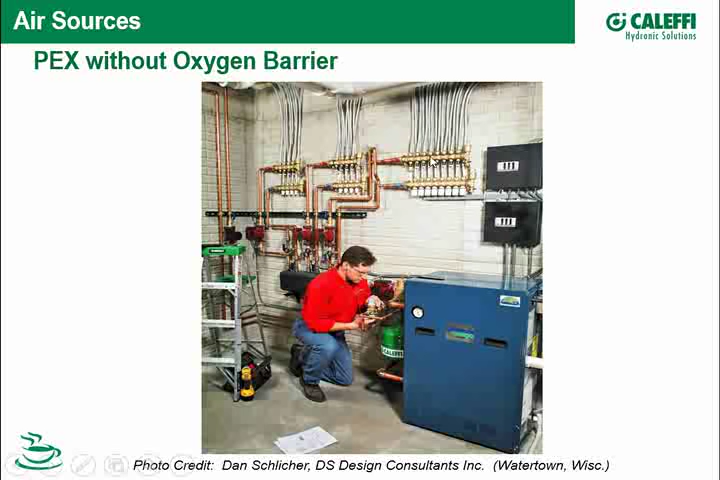 Air Sources
CALEFFI
Hydronic Solutions
PEX without Oxygen Barrier
CALEFFI
Photo Credit: Dan Schlicher, DS Design Consultants Inc. (Watertown, Wisc.)